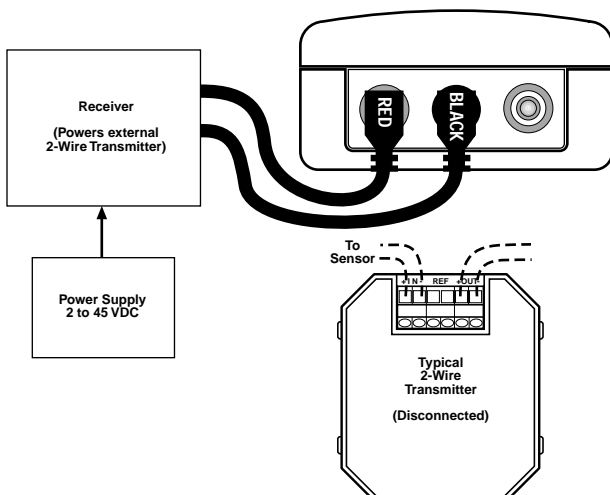 Receiver
(Powers external
2-Wire Transmitter)
RED
BLACK
Power Supply
2 to 45 VDC
To
Sensor
+ I N - REF +OUT-
Typical
2-Wire
Transmitter
(Disconnected)